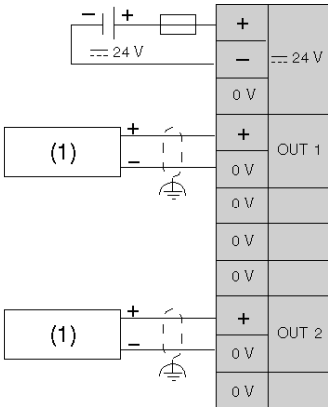 − + +
⎓ 24 V − ⎓ 24 V
0 V
+ +
(1) OUT 1
− 0 V
0 V
0 V
0 V
+ +
(1) OUT 2
− 0 V
0 V